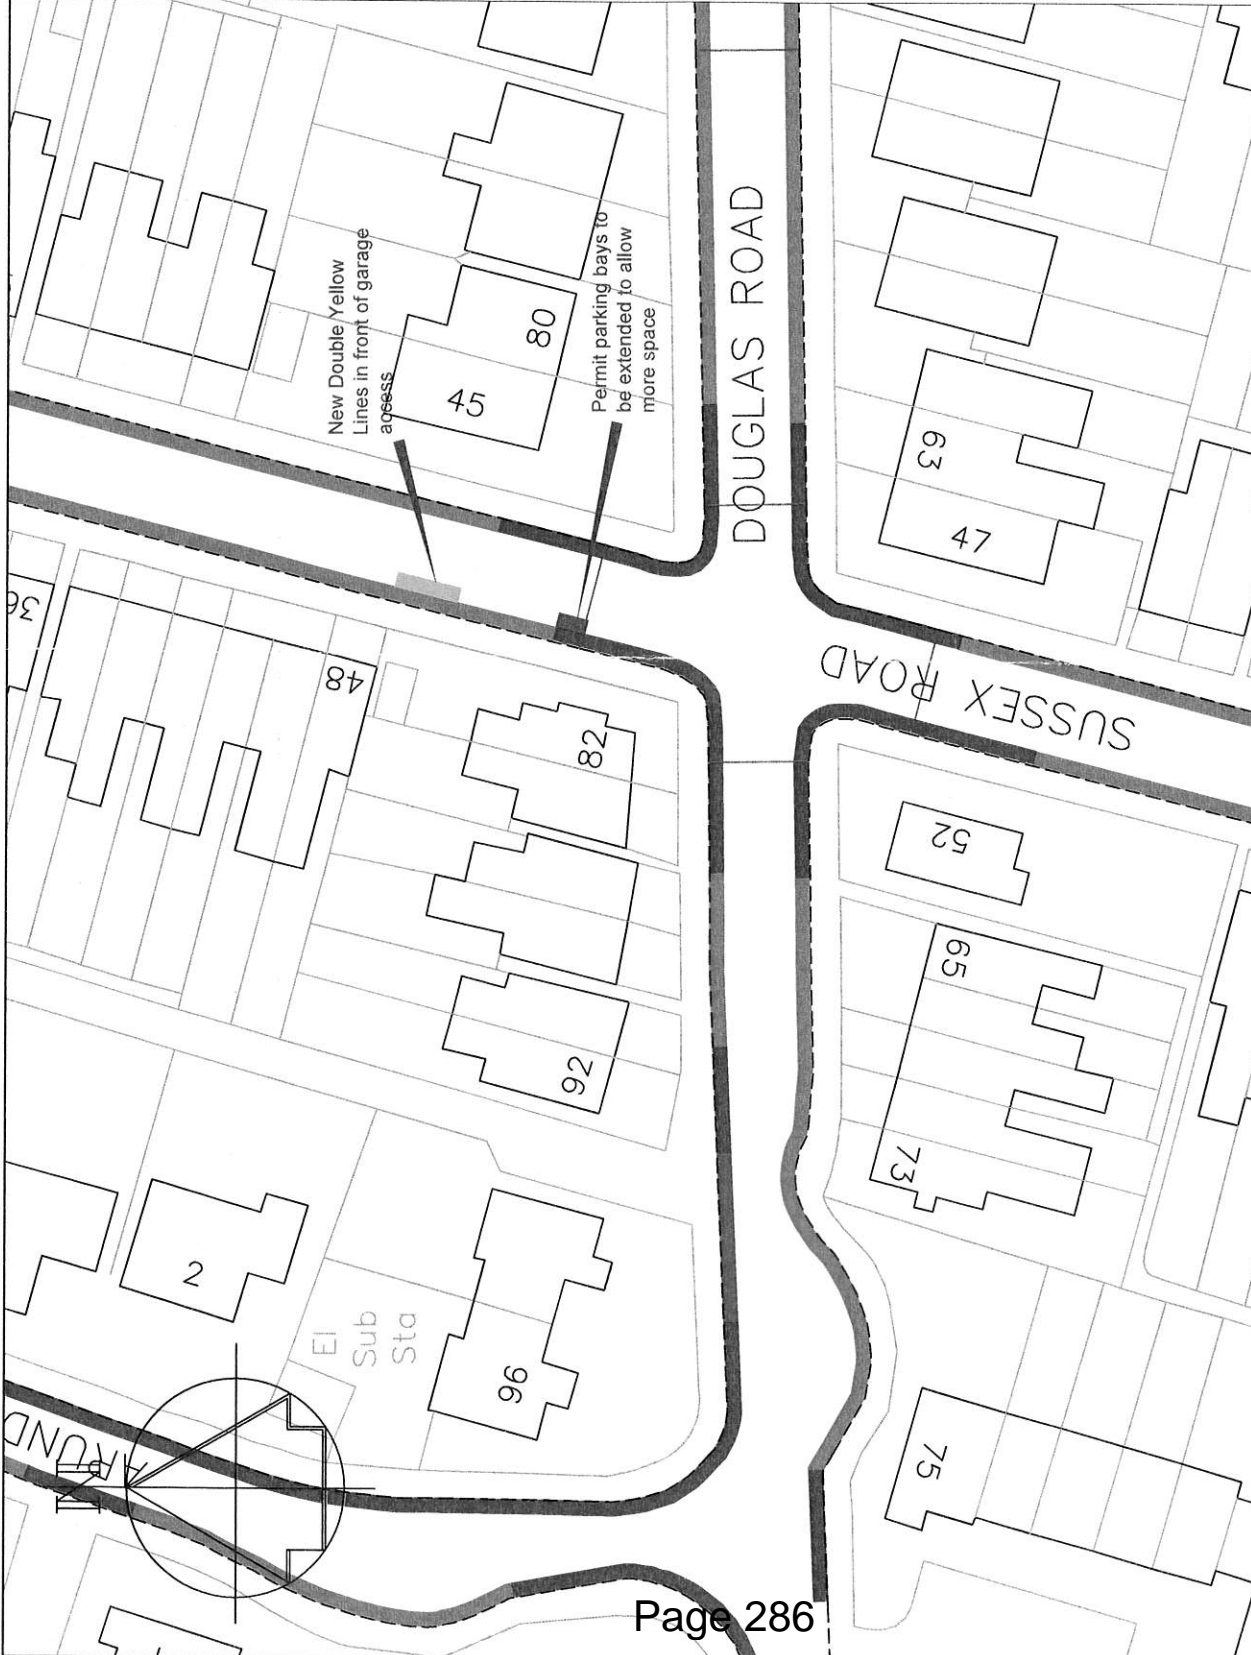 New Double Yellow
Lines in front of garage
access
Permit parking bays to
be extended to allow
more space
DOUGLAS ROAD
SUSSEX ROAD
80
45
63
47
36
48
82
52
65
92
73
2
El
Sub
Sta
96
75
ARUND
N
Page 286